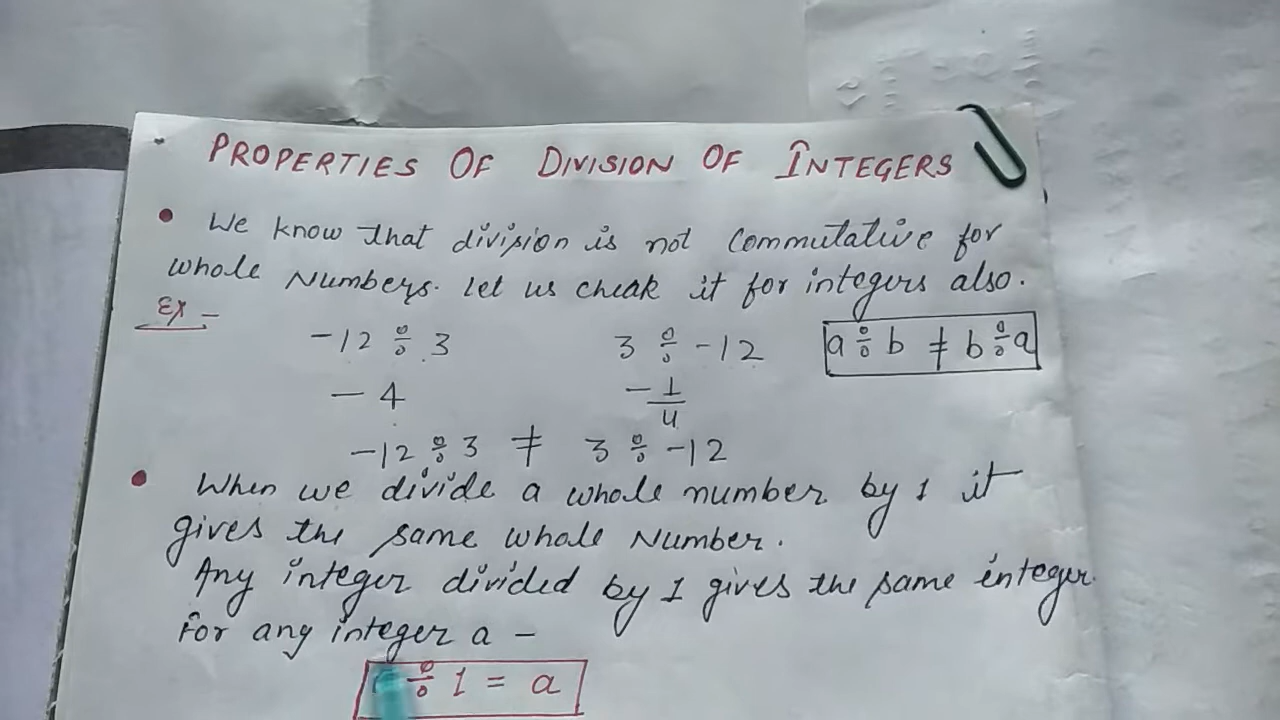 PROPERTIES OF DIVISION OF INTEGERS
• We know that division is not Commutative for
whole Numbers. Let us cheak it for integers also.
Ex -
-12 ÷ 3    3 ÷ -12    a ÷ b ≠ b ÷ a
- 4    -1/4
-12 ÷ 3 ≠ 3 ÷ -12
• When we divide a whole number by 1 it
gives the same whole Number.
Any integer divided by 1 gives the same integer.
For any integer a -
÷ 1 = a